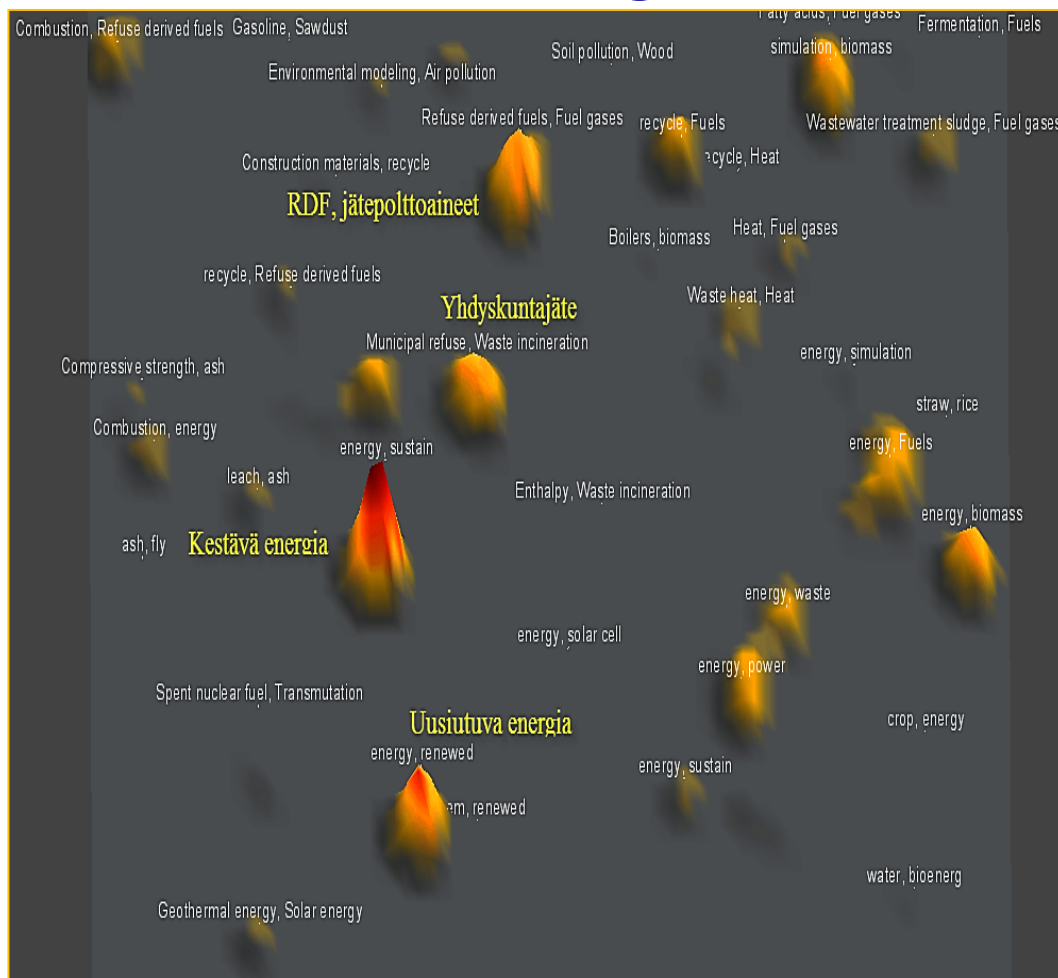 Fatty acids, Fuel gases
Combustion, Refuse derived fuels
Gasoline, Sawdust
Fermentation, Fuels
Soil pollution, Wood
simulation, biomass
Environmental modeling, Air pollution
Refuse derived fuels, Fuel gases
recycle, Fuels
Wastewater treatment sludge, Fuel gases
Construction materials, recycle
ecycle, Heat
RDF, jätepolttoaineet
Boilers, biomass
Heat, Fuel gases
recycle, Refuse derived fuels
Waste heat, Heat
Yhdyskuntajäte
Municipal refuse, Waste incineration
energy, simulation
Compressive strength, ash
straw, rice
Combustion, energy
energy, sustain
energy, Fuels
leach, ash
Enthalpy, Waste incineration
energy, biomass
ash, fly
Kestävä energia
energy, waste
energy, solar cell
energy, power
Spent nuclear fuel, Transmutation
Uusiutuva energia
crop, energy
energy, renewed
energy, sustain
em, renewed
water, bioenerg
Geothermal energy, Solar energy